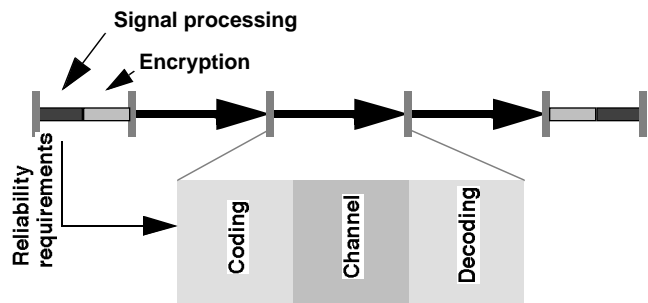 Signal processing
Encryption
Reliability
requirements
Coding
Channel
Decoding